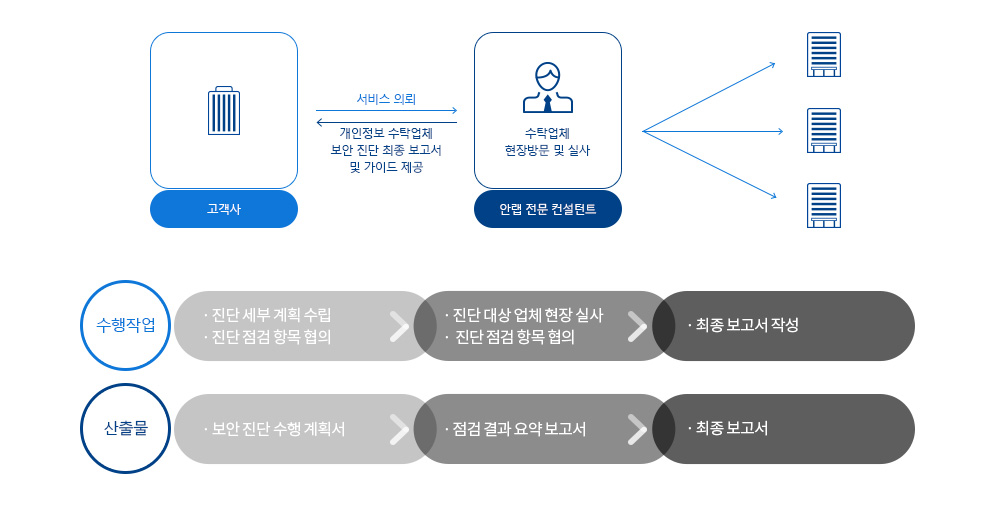 서비스 의뢰
개인정보 수탁업체
보안 진단 최종 보고서
및 가이드 제공
고객사
수탁업체
현장방문 및 실사
안랩 전문 컨설턴트
수행작업
· 진단 세부 계획 수립
· 진단 점검 항목 협의
· 진단 대상 업체 현장 실사
· 진단 점검 항목 협의
· 최종 보고서 작성
산출물
· 보안 진단 수행 계획서
· 점검 결과 요약 보고서
· 최종 보고서